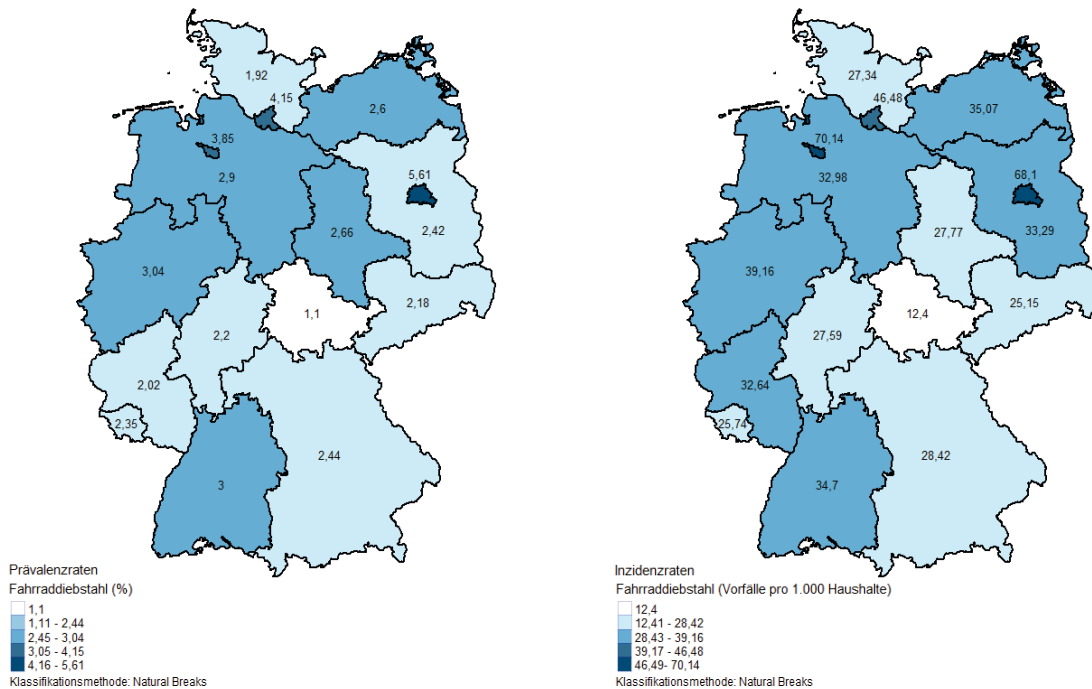 1,92
4,15
2,6
3,85
5,61
2,9
2,42
2,66
3,04
2,18
1,1
2,2
2,02
2,35
2,44
3
Prävalenzraten
Fahrraddiebstahl (%)
1,1
1,11 - 2,44
2,45 - 3,04
3,05 - 4,15
4,16 - 5,61
Klassifikationsmethode: Natural Breaks
27,34
46,48
35,07
70,14
68,1
32,98
33,29
27,77
39,16
25,15
12,4
27,59
32,64
25,74
28,42
34,7
Inzidenzraten
Fahrraddiebstahl (Vorfälle pro 1.000 Haushalte)
12,4
12,41 - 28,42
28,43 - 39,16
39,17 - 46,48
46,49- 70,14
Klassifikationsmethode: Natural Breaks